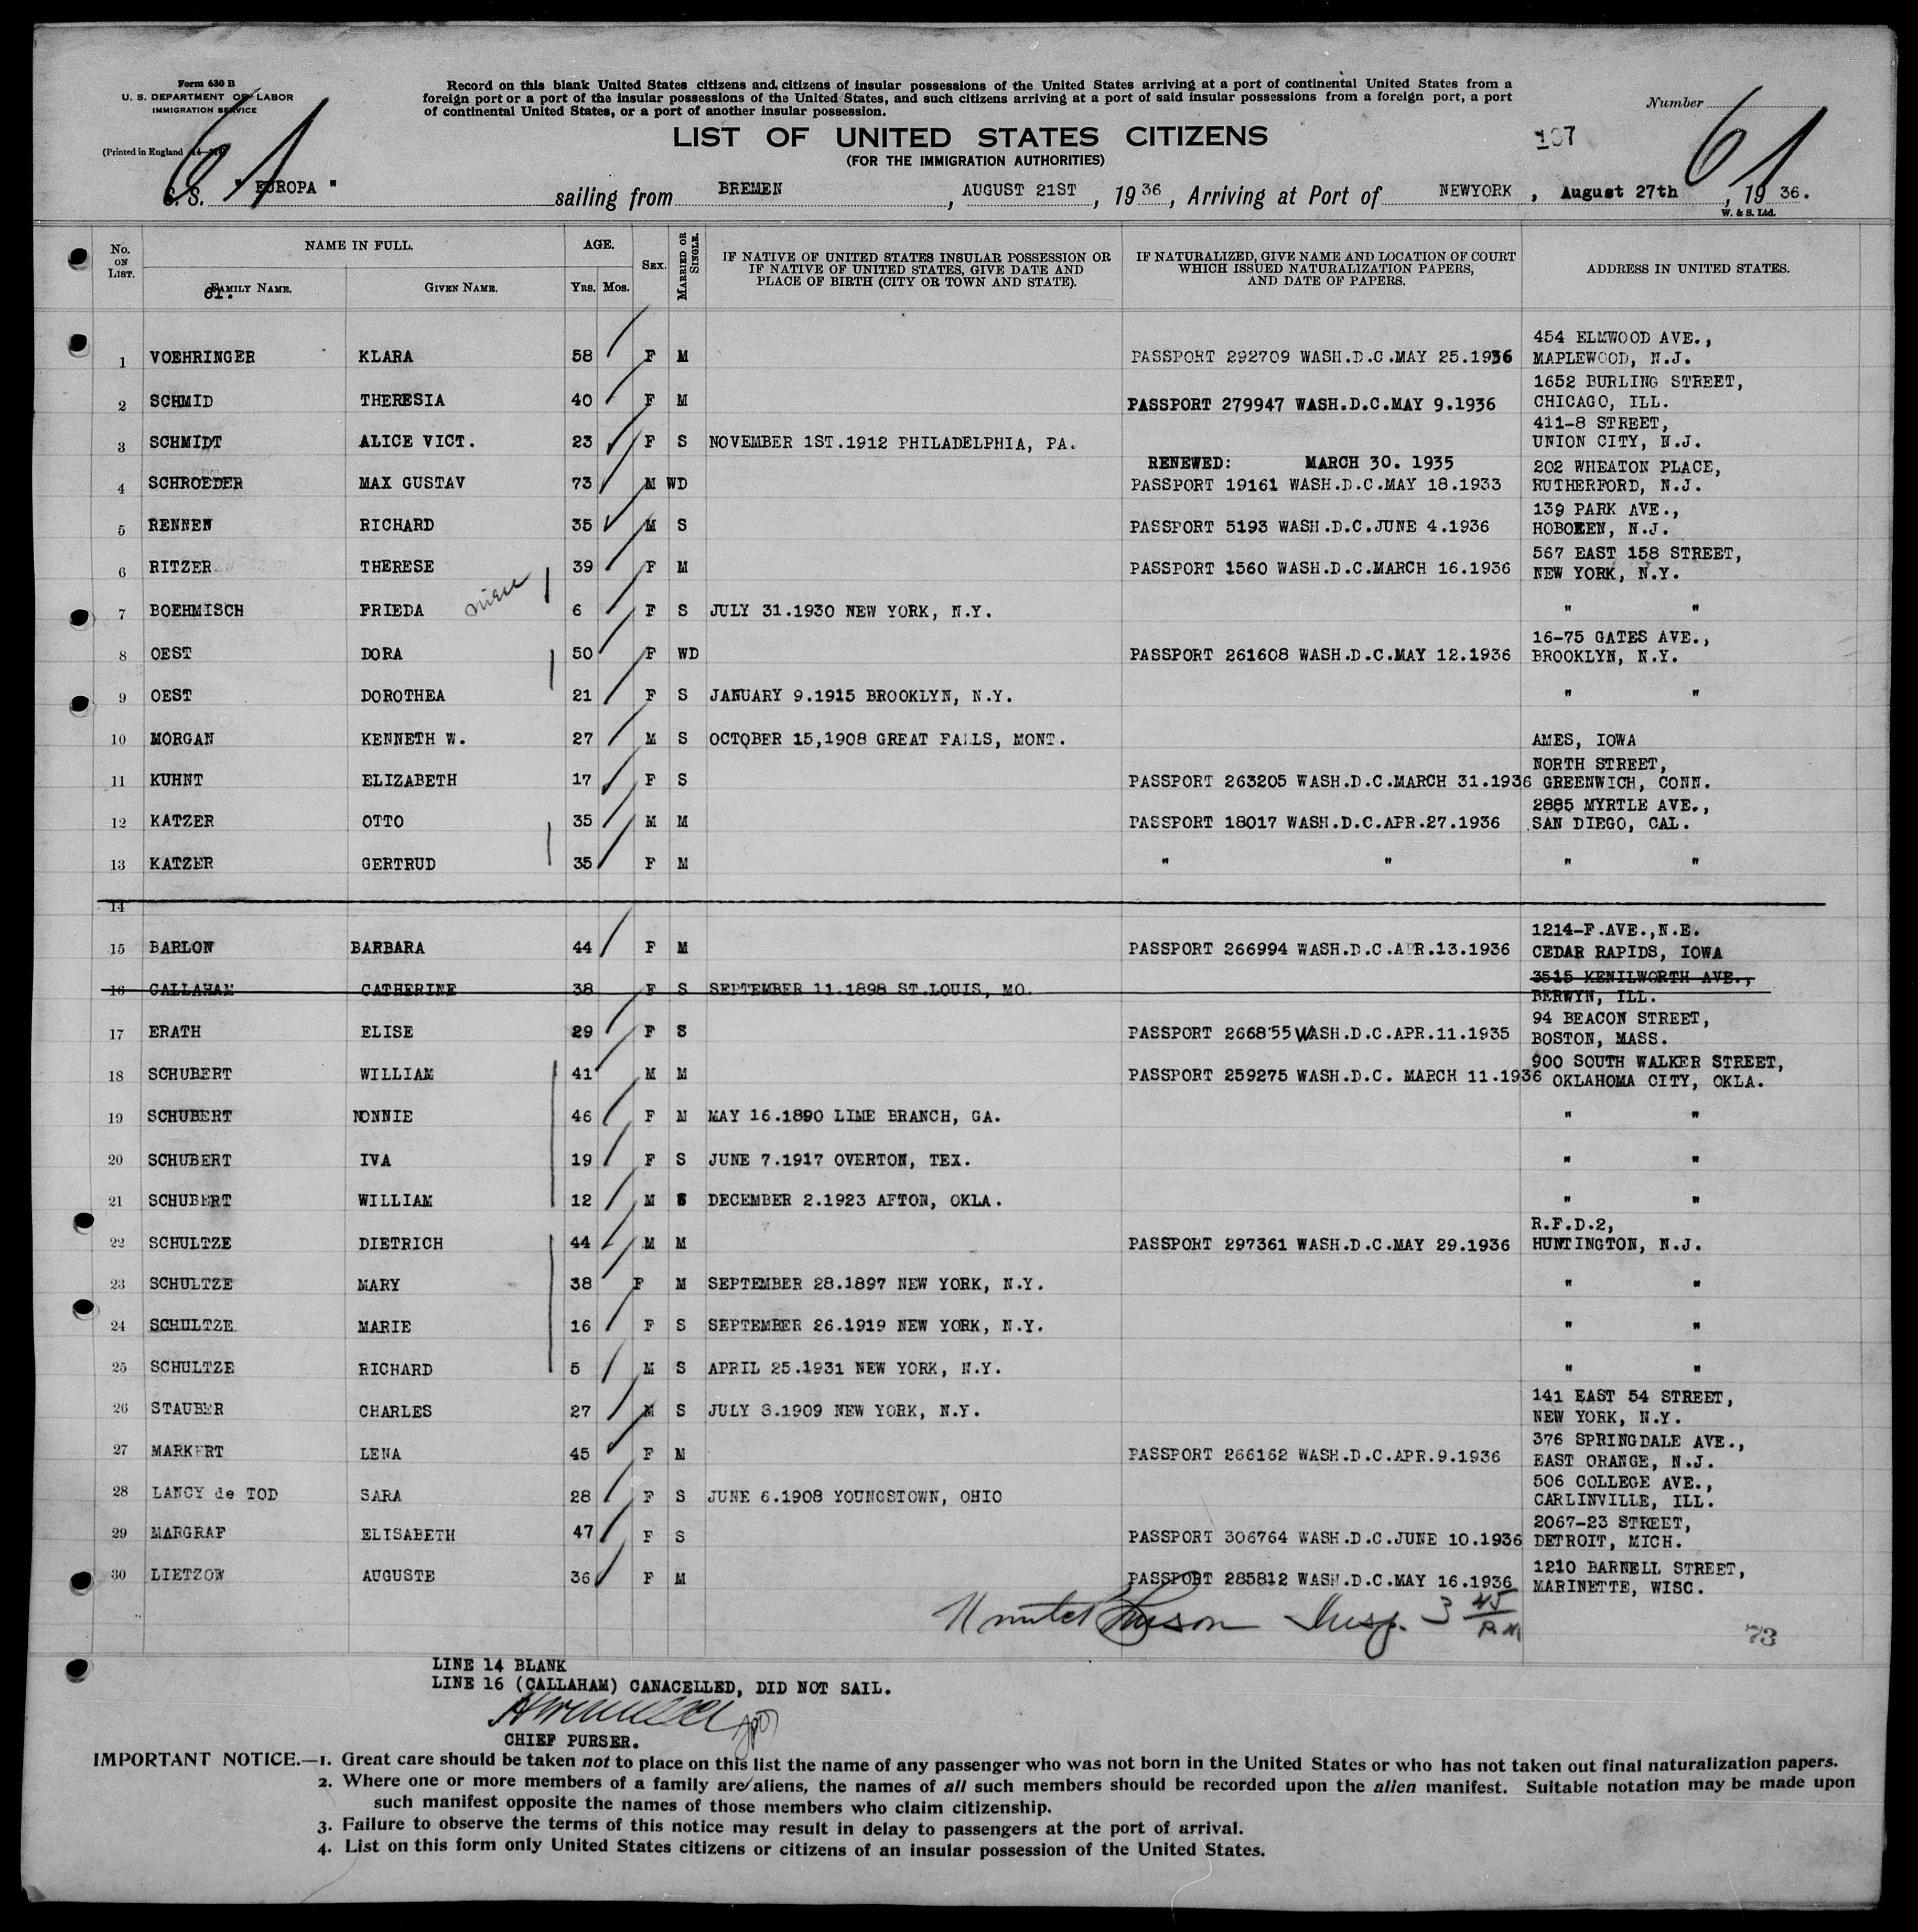 Form 630 B
U. S. DEPARTMENT OF LABOR
IMMIGRATION SERVICE
(Printed in England
Record on this blank United States citizens and citizens of insular possessions of the United States arriving at a port of continental United States from a
foreign port or a port of the insular possessions of the United States, and such citizens arriving at a port of said insular possessions from a foreign port, a port
of continental United States, or a port of another insular possession.
Number
61
61
LIST OF UNITED STATES CITIZENS
(FOR THE IMMIGRATION AUTHORITIES)
107
S. S. " EUROPA " sailing from BREMEN , AUGUST 21ST , 19 36 , Arriving at Port of NEWYORK , August 27th , 19 36.
W. & S. Ltd.
No. ON LIST. NAME IN FULL. AGE. SEX. MARRIED OR SINGLE. IF NATIVE OF UNITED STATES INSULAR POSSESSION OR IF NATIVE OF UNITED STATES, GIVE DATE AND PLACE OF BIRTH (CITY OR TOWN AND STATE). IF NATURALIZED, GIVE NAME AND LOCATION OF COURT WHICH ISSUED NATURALIZATION PAPERS, AND DATE OF PAPERS. ADDRESS IN UNITED STATES.
FAMILY NAME. GIVEN NAME. YRS. MOS.
61.
454 ELMWOOD AVE.,
1 VOEHRINGER KLARA 58 F M PASSPORT 292709 WASH.D.C.MAY 25.1936 MAPLEWOOD, N.J.
1652 BURLING STREET,
2 SCHMID THERESIA 40 F M PASSPORT 279947 WASH.D.C.MAY 9.1936 CHICAGO, ILL.
411-8 STREET,
3 SCHMIDT ALICE VICT. 23 F S NOVEMBER 1ST.1912 PHILADELPHIA, PA. UNION CITY, N.J.
RENEWED: MARCH 30. 1935 202 WHEATON PLACE,
4 SCHROEDER MAX GUSTAV 73 M WD PASSPORT 19161 WASH.D.C.MAY 18.1933 RUTHERFORD, N.J.
139 PARK AVE.,
5 RENNEN RICHARD 35 M S PASSPORT 5193 WASH.D.C.JUNE 4.1936 HOBOKEN, N.J.
567 EAST 158 STREET,
6 RITZER THERESE 39 F M PASSPORT 1560 WASH.D.C.MARCH 16.1936 NEW YORK, N.Y.
niece
7 BOEHMISCH FRIEDA 6 F S JULY 31.1930 NEW YORK, N.Y. " "
16-75 GATES AVE.,
8 OEST DORA 50 F WD PASSPORT 261608 WASH.D.C.MAY 12.1936 BROOKLYN, N.Y.
9 OEST DOROTHEA 21 F S JANUARY 9.1915 BROOKLYN, N.Y. " "
10 MORGAN KENNETH W. 27 M S OCTOBER 15,1908 GREAT FALLS, MONT. AMES, IOWA
NORTH STREET,
11 KUHNT ELIZABETH 17 F S PASSPORT 263205 WASH.D.C.MARCH 31.1936 GREENWICH, CONN.
2885 MYRTLE AVE.,
12 KATZER OTTO 35 M M PASSPORT 18017 WASH.D.C.APR.27.1936 SAN DIEGO, CAL.
13 KATZER GERTRUD 35 F M " " " "
14
1214-F.AVE.,N.E.
15 BARLON BARBARA 44 F M PASSPORT 266994 WASH.D.C.APR.13.1936 CEDAR RAPIDS, IOWA
3515 KENILWORTH AVE.,
16 CALLAHAM CATHERINE 38 F S SEPTEMBER 11.1898 ST.LOUIS, MO. BERWYN, ILL.
94 BEACON STREET,
17 ERATH ELISE 29 F S PASSPORT 266855 WASH.D.C.APR.11.1935 BOSTON, MASS.
900 SOUTH WALKER STREET,
18 SCHUBERT WILLIAM 41 M M PASSPORT 259275 WASH.D.C. MARCH 11.1936 OKLAHOMA CITY, OKLA.
19 SCHUBERT NONNIE 46 F M MAY 16.1890 LIME BRANCH, GA. " "
20 SCHUBERT IVA 19 F S JUNE 7.1917 OVERTON, TEX. " "
21 SCHUBERT WILLIAM 12 M S DECEMBER 2.1923 AFTON, OKLA. " "
R.F.D.2,
22 SCHULTZE DIETRICH 44 M M PASSPORT 297361 WASH.D.C.MAY 29.1936 HUNTINGTON, N.J.
23 SCHULTZE MARY 38 F M SEPTEMBER 28.1897 NEW YORK, N.Y. " "
24 SCHULTZE MARIE 16 F S SEPTEMBER 26.1919 NEW YORK, N.Y. " "
25 SCHULTZE RICHARD 5 M S APRIL 25.1931 NEW YORK, N.Y. " "
141 EAST 54 STREET,
26 STAUBER CHARLES 27 M S JULY 3.1909 NEW YORK, N.Y. NEW YORK, N.Y.
376 SPRINGDALE AVE.,
27 MARKERT LENA 45 F M PASSPORT 266162 WASH.D.C.APR.9.1936 EAST ORANGE, N.J.
506 COLLEGE AVE.,
28 LANCY de TOD SARA 28 F S JUNE 6.1908 YOUNGSTOWN, OHIO CARLINVILLE, ILL.
2067-23 STREET,
29 MARGRAF ELISABETH 47 F S PASSPORT 306764 WASH.D.C.JUNE 10.1936 DETROIT, MICH.
1210 BARNELL STREET,
30 LIETZOW AUGUSTE 36 F M PASSPORT 285812 WASH.D.C.MAY 16.1936 MARINETTE, WISC.
Insp. 3 45 P.M.
73
LINE 14 BLANK
LINE 16 (CALLAHAM) CANACELLED, DID NOT SAIL.
CHIEF PURSER.
IMPORTANT NOTICE.—1. Great care should be taken not to place on this list the name of any passenger who was not born in the United States or who has not taken out final naturalization papers.
2. Where one or more members of a family are aliens, the names of all such members should be recorded upon the alien manifest. Suitable notation may be made upon
such manifest opposite the names of those members who claim citizenship.
3. Failure to observe the terms of this notice may result in delay to passengers at the port of arrival.
4. List on this form only United States citizens or citizens of an insular possession of the United States.